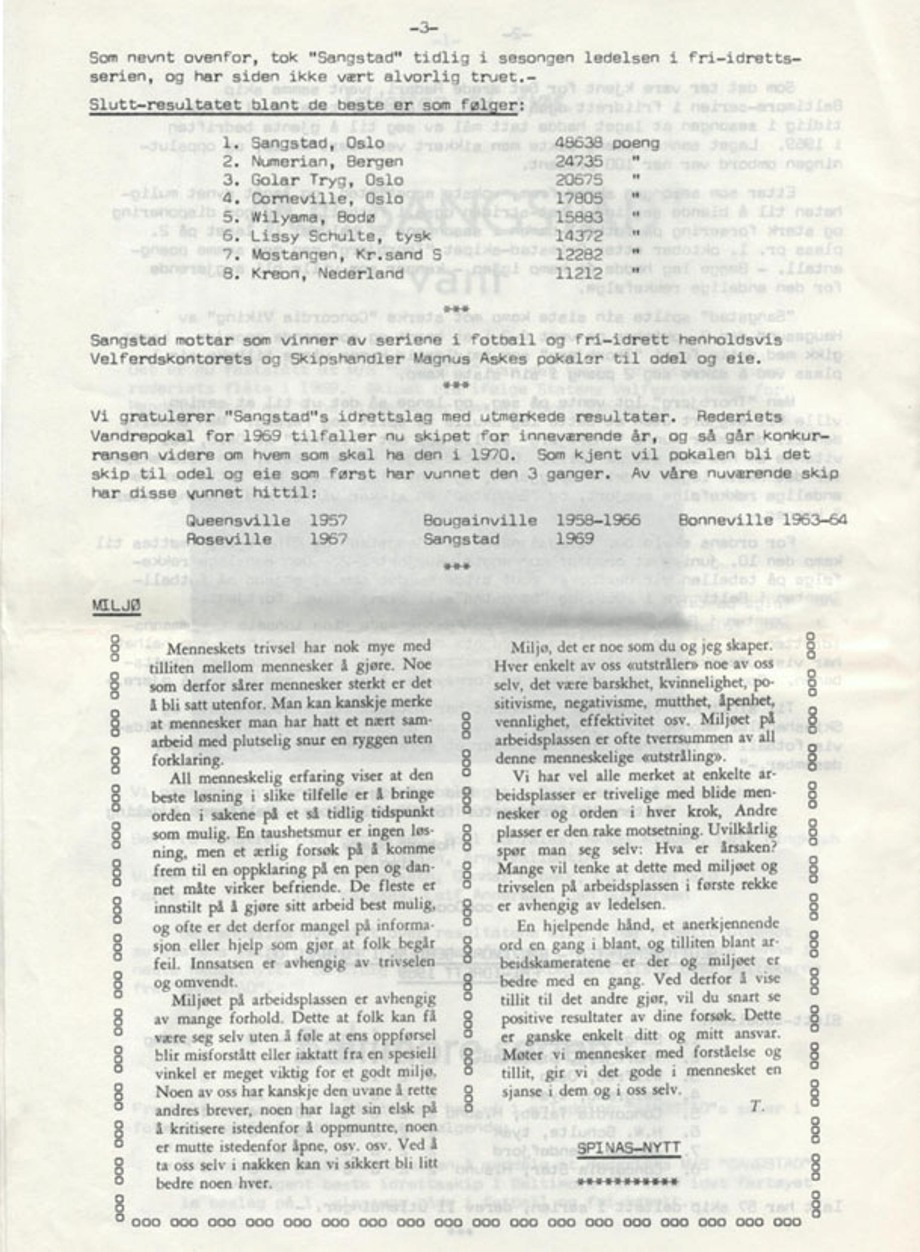 -3-
Som nevnt ovenfor, tok "Sangstad" tidlig i sesongen ledelsen i fri-idretts-
serien, og har siden ikke vært alvorlig truet.-
Slutt-resultatet blant de beste er som følger:
1. Sangstad, Oslo 48638 poeng
2. Numerian, Bergen 24735 "
3. Golar Tryg, Oslo 20675 "
4. Corneville, Oslo 17805 "
5. Wilyama, Bodø 15883 "
6. Lissy Schulte, tysk 14372 "
7. Mostangen, Kr.sand S 12282 "
8. Kreon, Nederland 11212 "
***
Sangstad mottar som vinner av seriene i fotball og fri-idrett henholdsvis
Velferdskontorets og Skipshandler Magnus Askes pokaler til odel og eie.
***
Vi gratulerer "Sangstad"s idrettslag med utmerkede resultater. Rederiets
Vandrepokal for 1969 tilfaller nu skipet for inneværende år, og så går konkur-
ransen videre om hvem som skal ha den i 1970. Som kjent vil pokalen bli det
skip til odel og eie som først har vunnet den 3 ganger. Av våre nuværende skip
har disse vunnet hittil:
Queensville 1957 Bougainville 1958-1966 Bonneville 1963-64
Roseville 1967 Sangstad 1969
***
MILJØ
Menneskets trivsel har nok mye med
tilliten mellom mennesker å gjøre. Noe
som derfor sårer mennesker sterkt er det
å bli satt utenfor. Man kan kanskje merke
at mennesker man har hatt et nært sam-
arbeid med plutselig snur en ryggen uten
forklaring.
All menneskelig erfaring viser at den
beste løsning i slike tilfelle er å bringe
orden i sakene på et så tidlig tidspunkt
som mulig. En taushetsmur er ingen løs-
ning, men et ærlig forsøk på å komme
frem til en oppklaring på en pen og dan-
net måte virker befriende. De fleste er
innstilt på å gjøre sitt arbeid best mulig,
og ofte er det derfor mangel på informa-
sjon eller hjelp som gjør at folk begår
feil. Innsatsen er avhengig av trivselen
og omvendt.
Miljøet på arbeidsplassen er avhengig
av mange forhold. Dette at folk kan få
være seg selv uten å føle at ens oppførsel
blir misforstått eller iaktatt fra en spesiell
vinkel er meget viktig for et godt miljø.
Noen av oss har kanskje den uvane å rette
andres brever, noen har lagt sin elsk på
å kritisere istedenfor å oppmuntre, noen
er mutte istedenfor åpne, osv. osv. Ved å
ta oss selv i nakken kan vi sikkert bli litt
bedre noen hver.
Miljø, det er noe som du og jeg skaper.
Hver enkelt av oss «utstråler» noe av oss
selv, det være barskhet, kvinnelighet, po-
sitivisme, negativisme, mutthet, åpenhet,
vennlighet, effektivitet osv. Miljøet på
arbeidsplassen er ofte tverrsummen av all
denne menneskelige «utstråling».
Vi har vel alle merket at enkelte ar-
beidsplasser er trivelige med blide men-
nesker og orden i hver krok, Andre
plasser er den rake motsetning. Uvilkårlig
spør man seg selv: Hva er årsaken?
Mange vil tenke at dette med miljøet og
trivselen på arbeidsplassen i første rekke
er avhengig av ledelsen.
En hjelpende hånd, et anerkjennende
ord en gang i blant, og tilliten blant ar-
beidskameratene er der og miljøet er
bedre med en gang. Ved derfor å vise
tillit til det andre gjør, vil du snart se
positive resultater av dine forsøk. Dette
er ganske enkelt ditt og mitt ansvar.
Møter vi mennesker med forståelse og
tillit, gir vi det gode i mennesket en
sjanse i dem og i oss selv.
T.
SPINAS-NYTT
***********